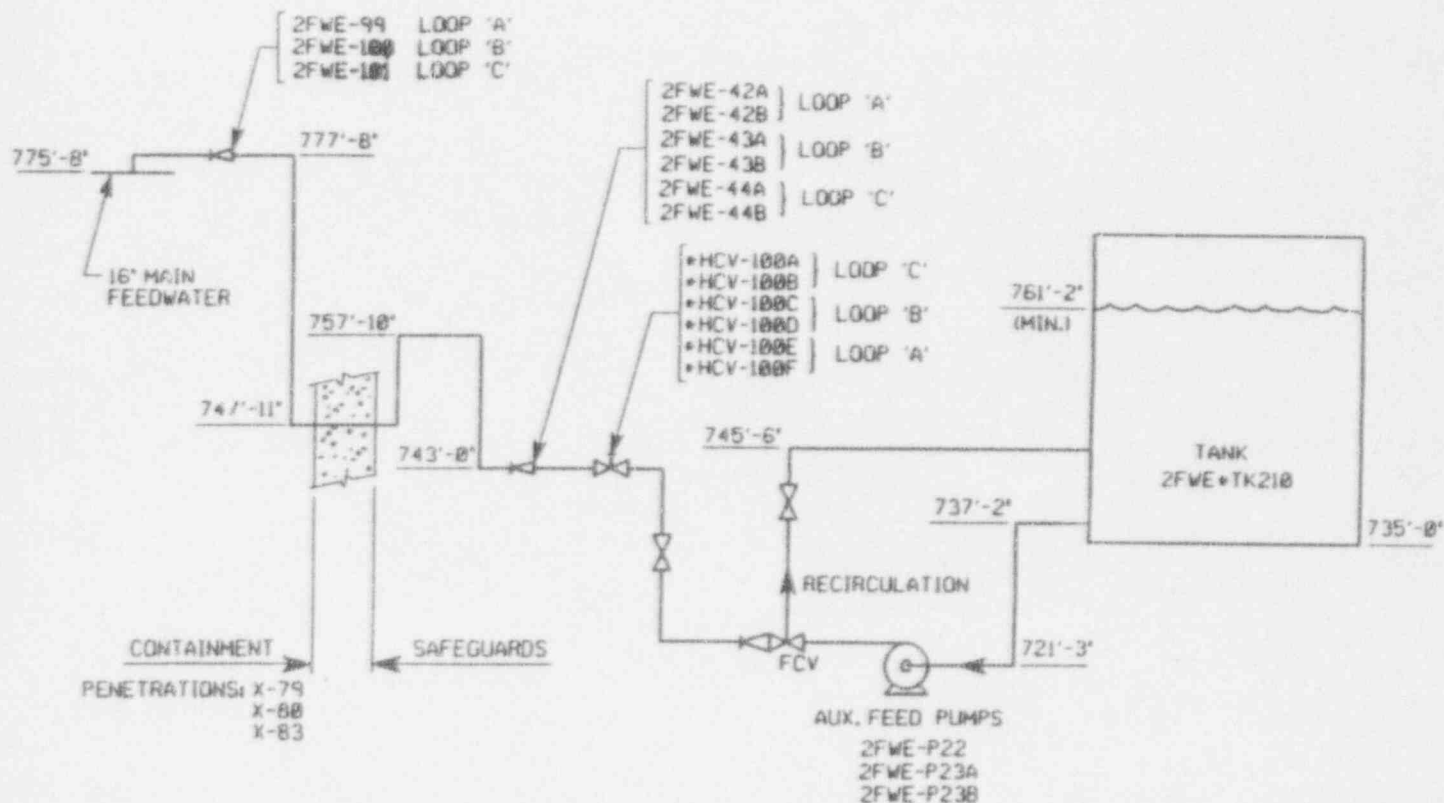 2FWE-99 LOOP 'A'
2FWE-100 LOOP 'B'
2FWE-101 LOOP 'C'
775'-8"
777'-8"
16" MAIN
FEEDWATER
2FWE-42A
2FWE-42B
LOOP 'A'
2FWE-43A
2FWE-43B
LOOP 'B'
2FWE-44A
2FWE-44B
LOOP 'C'
*HCV-100A
*HCV-100B
LOOP 'C'
*HCV-100C
*HCV-100D
LOOP 'B'
*HCV-100E
*HCV-100F
LOOP 'A'
761'-2"
(MIN.)
757'-10"
747'-11"
743'-0"
745'-6"
TANK
2FWE*TK210
737'-2"
735'-0"
RECIRCULATION
FCV
721'-3"
CONTAINMENT
SAFEGUARDS
PENETRATIONS: X-79
X-80
X-83
AUX. FEED PUMPS
2FWE-P22
2FWE-P23A
2FWE-P23B